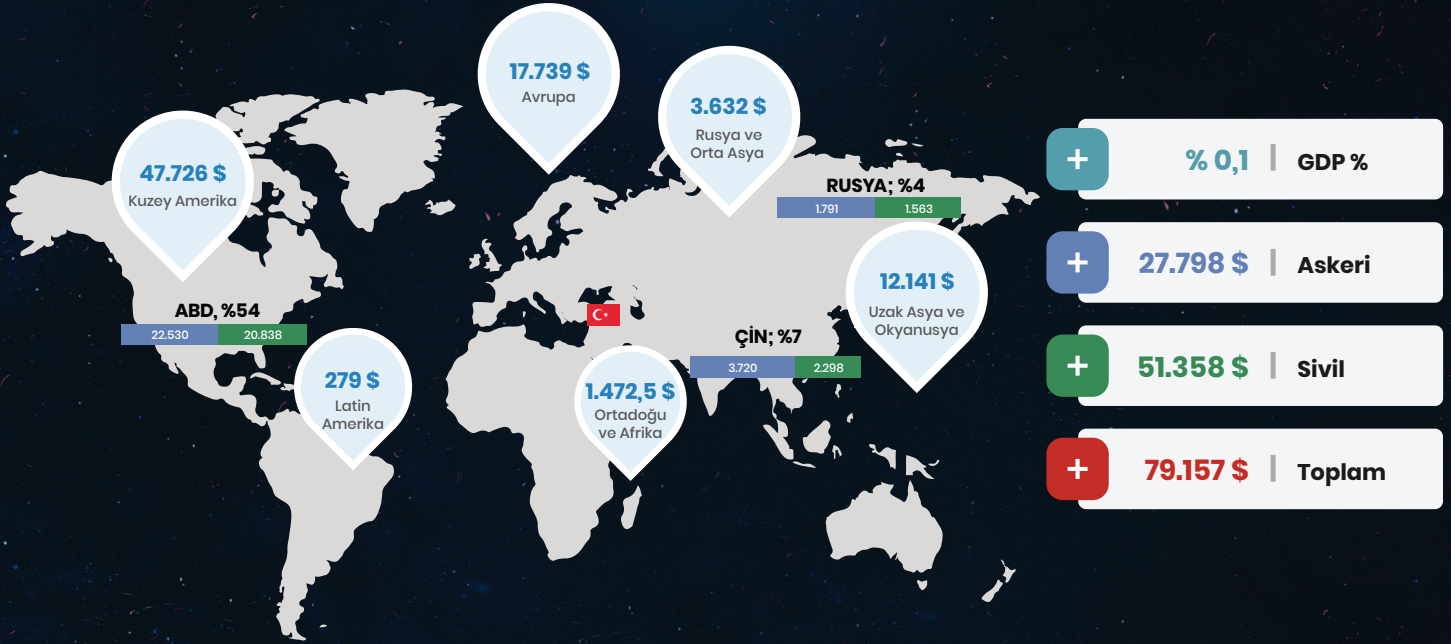 17.739 $
Avrupa
3.632 $
Rusya ve
Orta Asya
47.726 $
Kuzey Amerika
RUSYA; %4
1.791 1.563
12.141 $
Uzak Asya ve
Okyanusya
ABD, %54
22.530 20.838
ÇİN; %7
3.720 2.298
279 $
Latin
Amerika
1.472,5 $
Ortadoğu
ve Afrika
+ % 0,1 | GDP %
+ 27.798 $ | Askeri
+ 51.358 $ | Sivil
+ 79.157 $ | Toplam